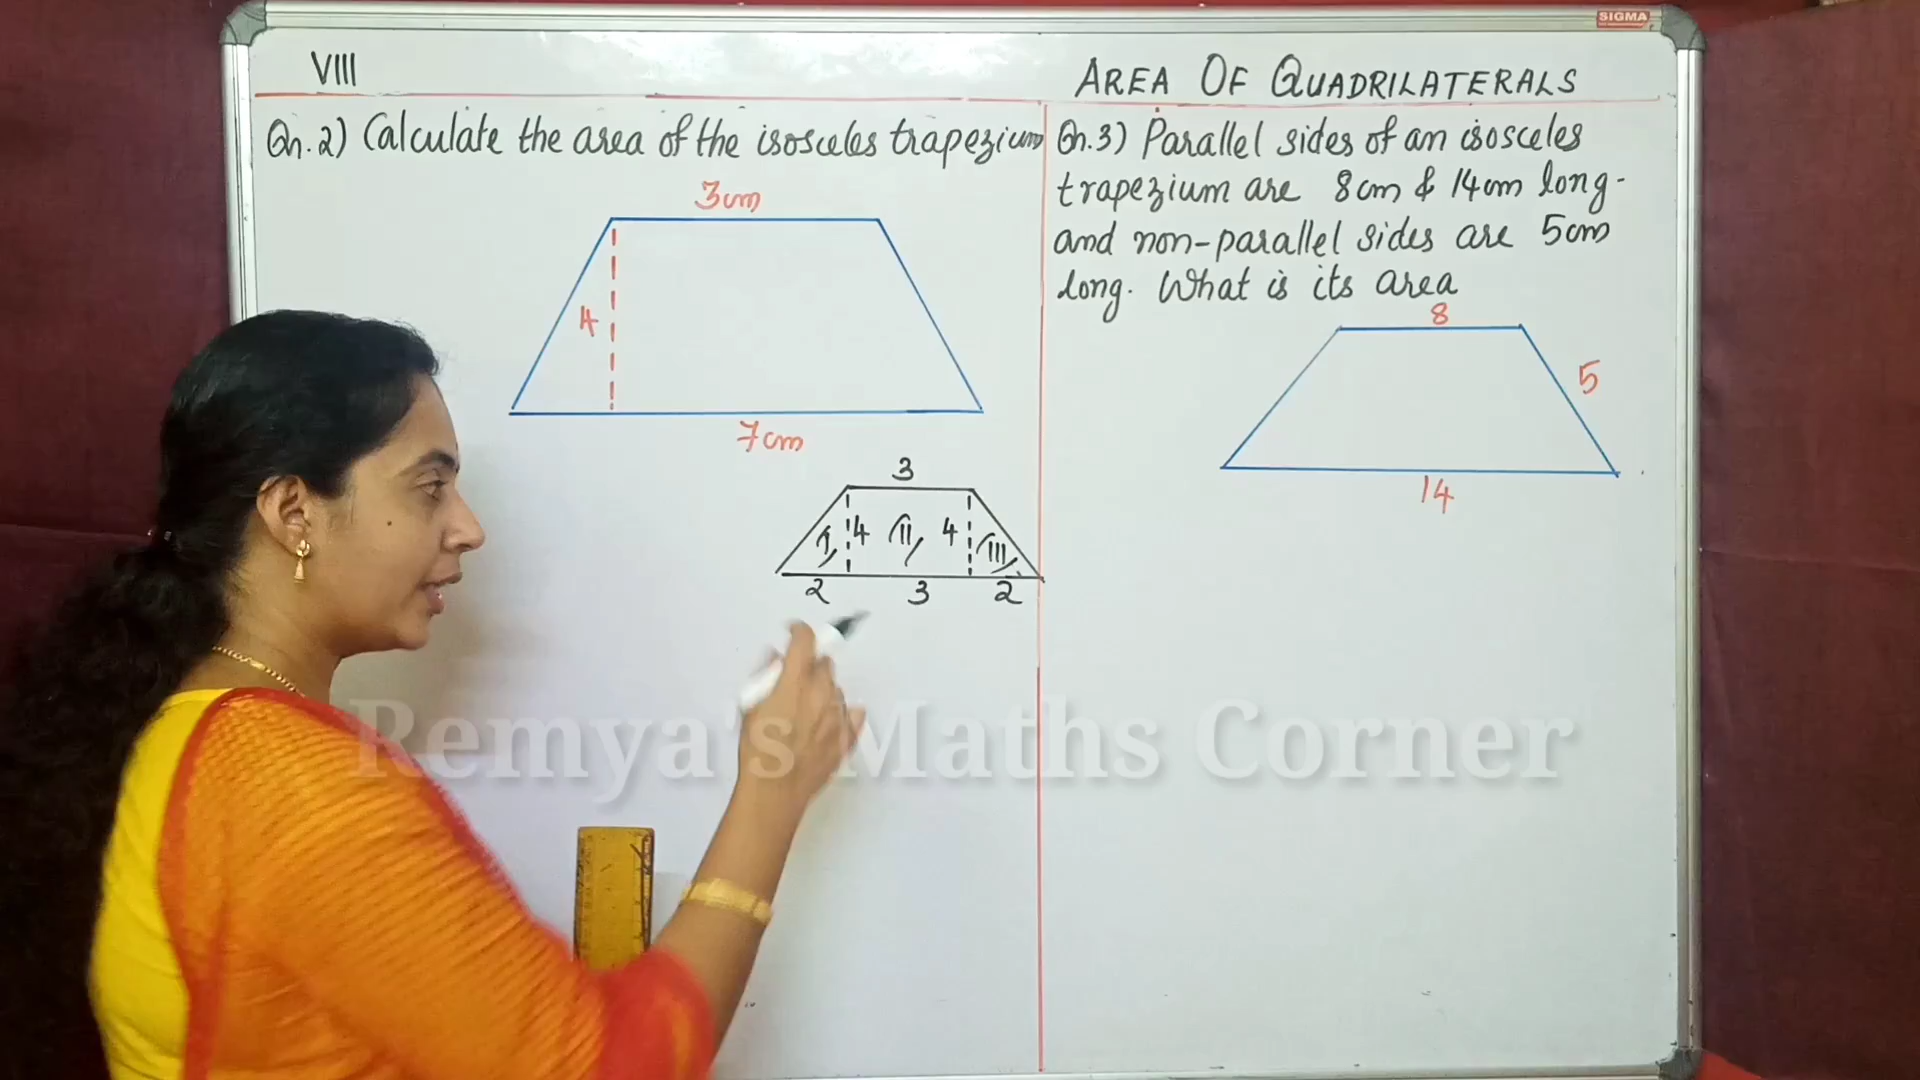 SIGMA
VIII
AREA OF QUADRILATERALS
Qn.2) Calculate the area of the isosceles trapezium
3cm
4
7cm
3
I 4 II 4 III
2 3 2
Qn.3) Parallel sides of an isosceles
trapezium are 8cm & 14cm long
and non-parallel sides are 5cm
long. What is its area
8
5
14
Remya's Maths Corner